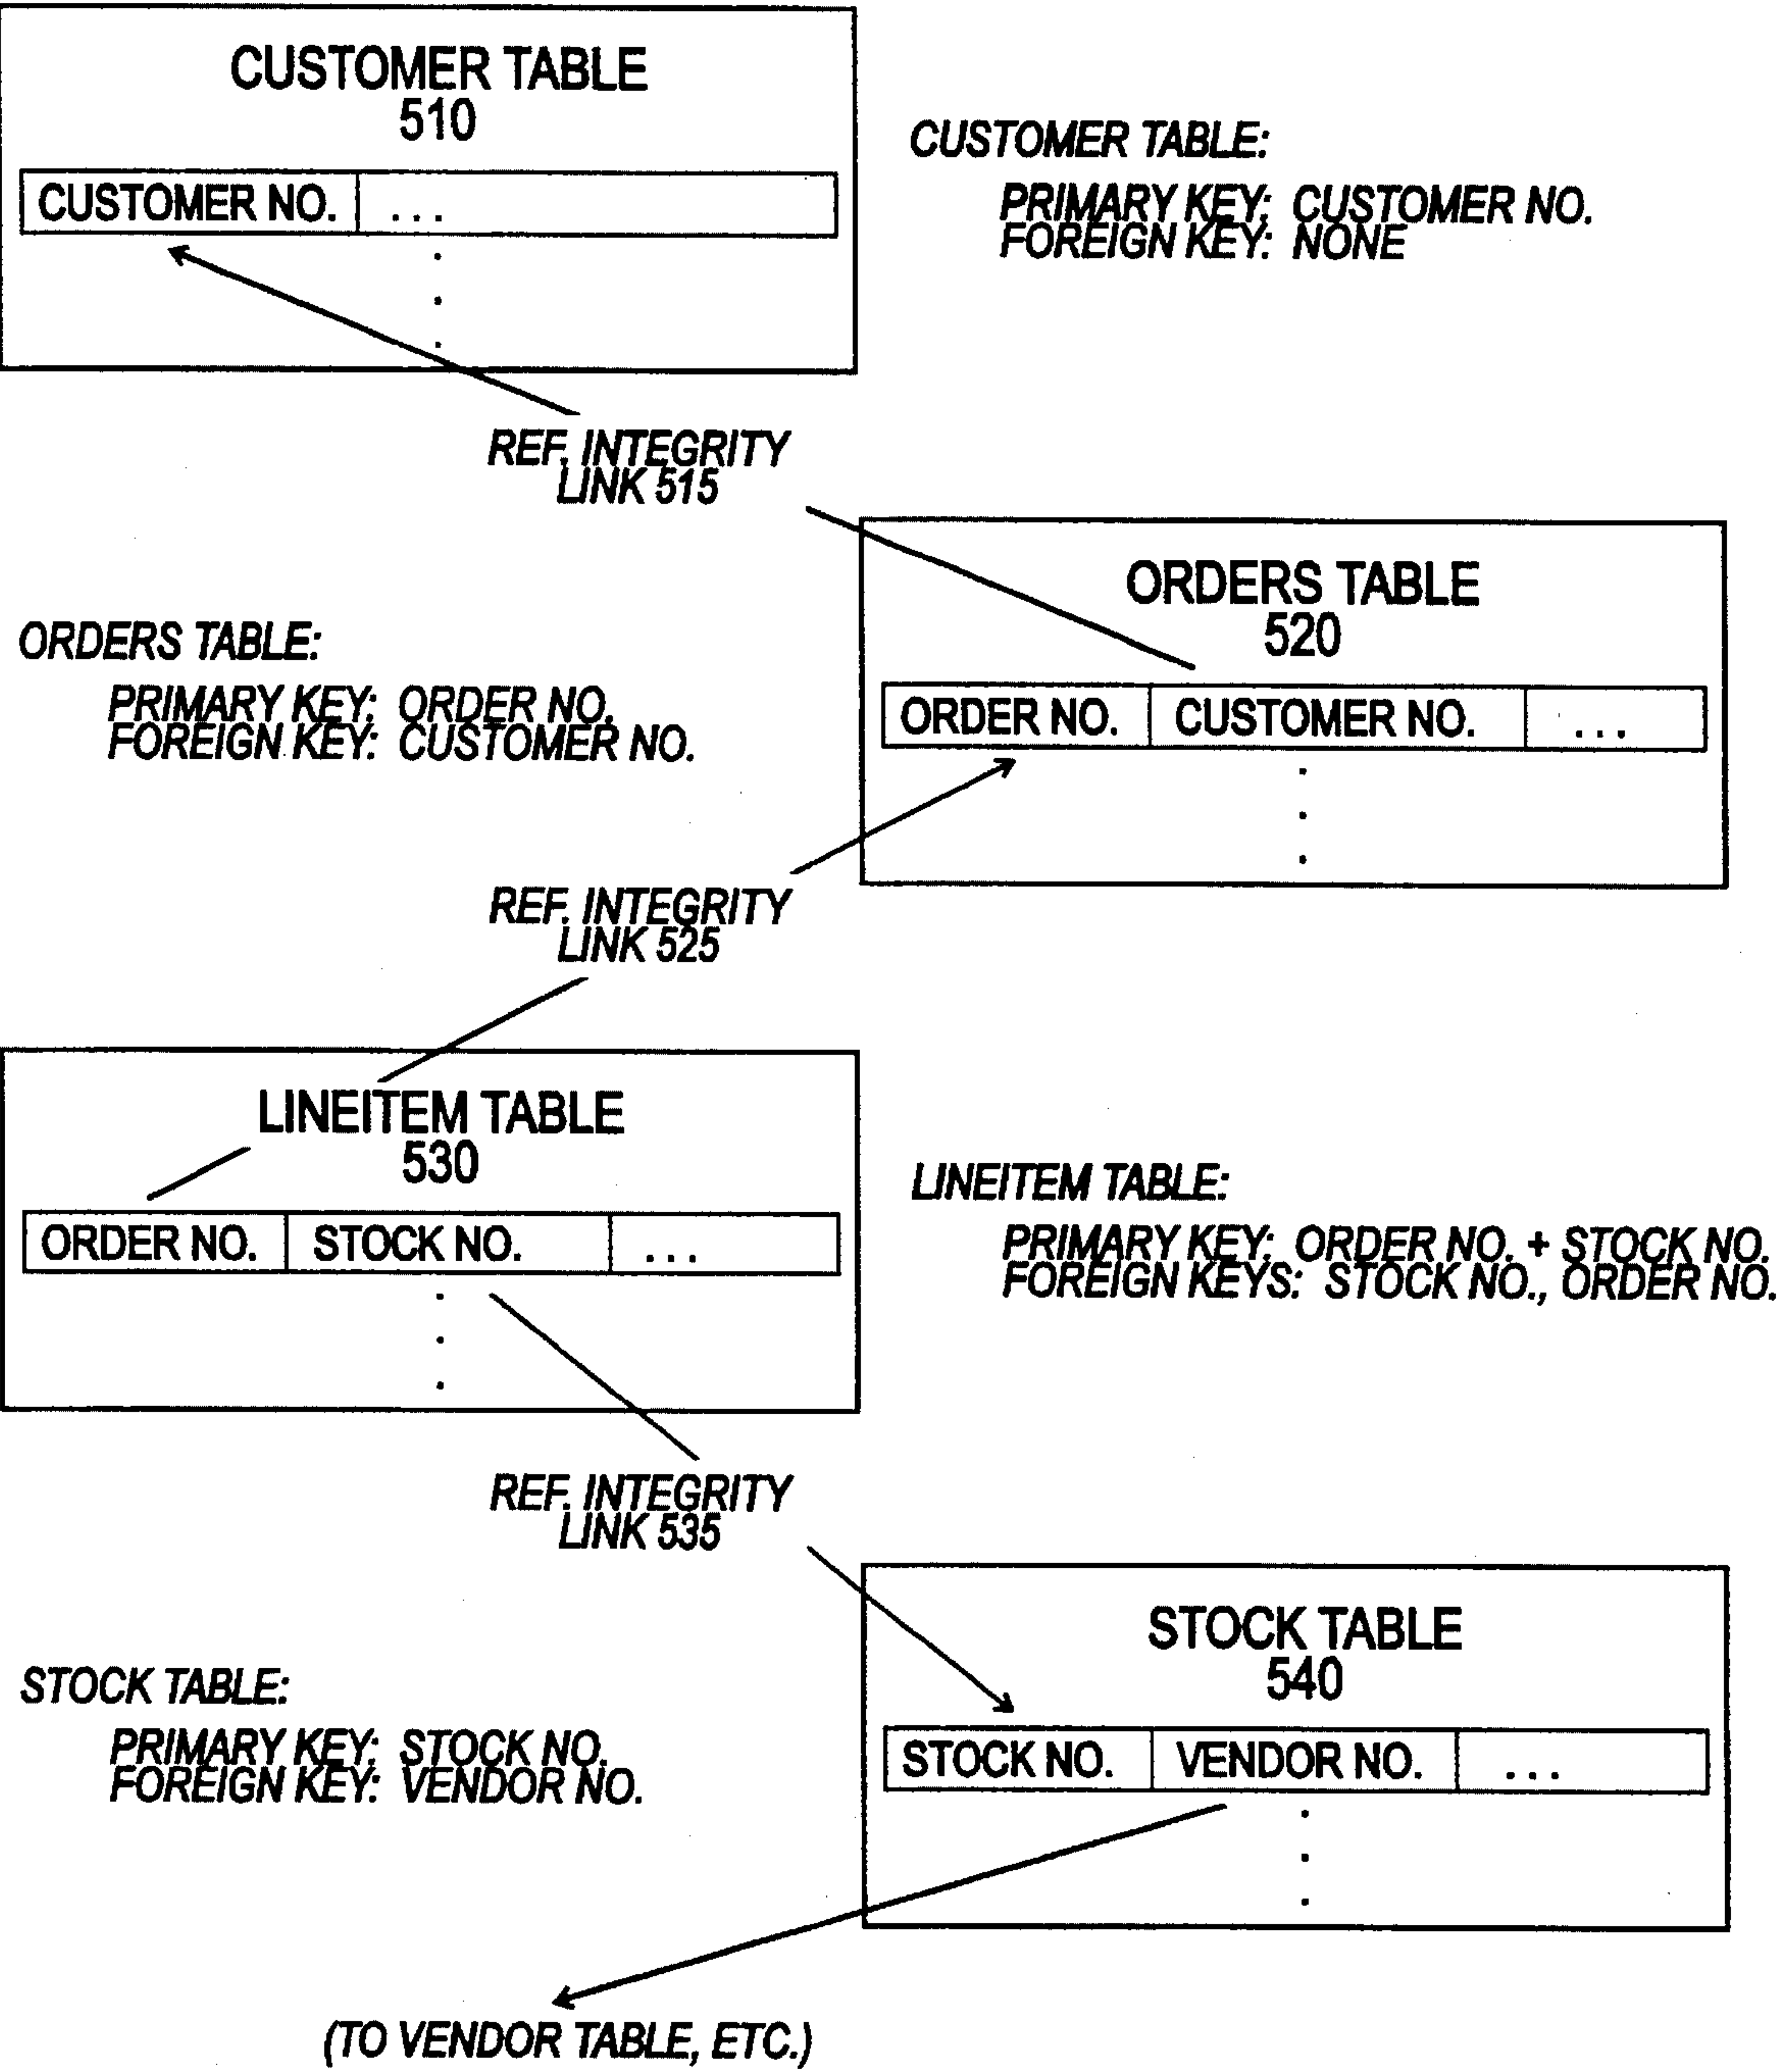 CUSTOMER TABLE
510
CUSTOMER NO. ...
CUSTOMER TABLE:
PRIMARY KEY: CUSTOMER NO.
FOREIGN KEY: NONE
REF. INTEGRITY
LINK 515
ORDERS TABLE
520
ORDER NO. CUSTOMER NO. ...
ORDERS TABLE:
PRIMARY KEY: ORDER NO.
FOREIGN KEY: CUSTOMER NO.
REF. INTEGRITY
LINK 525
LINEITEM TABLE
530
ORDER NO. STOCK NO. ...
LINEITEM TABLE:
PRIMARY KEY: ORDER NO. + STOCK NO.
FOREIGN KEYS: STOCK NO., ORDER NO.
REF. INTEGRITY
LINK 535
STOCK TABLE
540
STOCK NO. VENDOR NO. ...
STOCK TABLE:
PRIMARY KEY: STOCK NO.
FOREIGN KEY: VENDOR NO.
(TO VENDOR TABLE, ETC.)